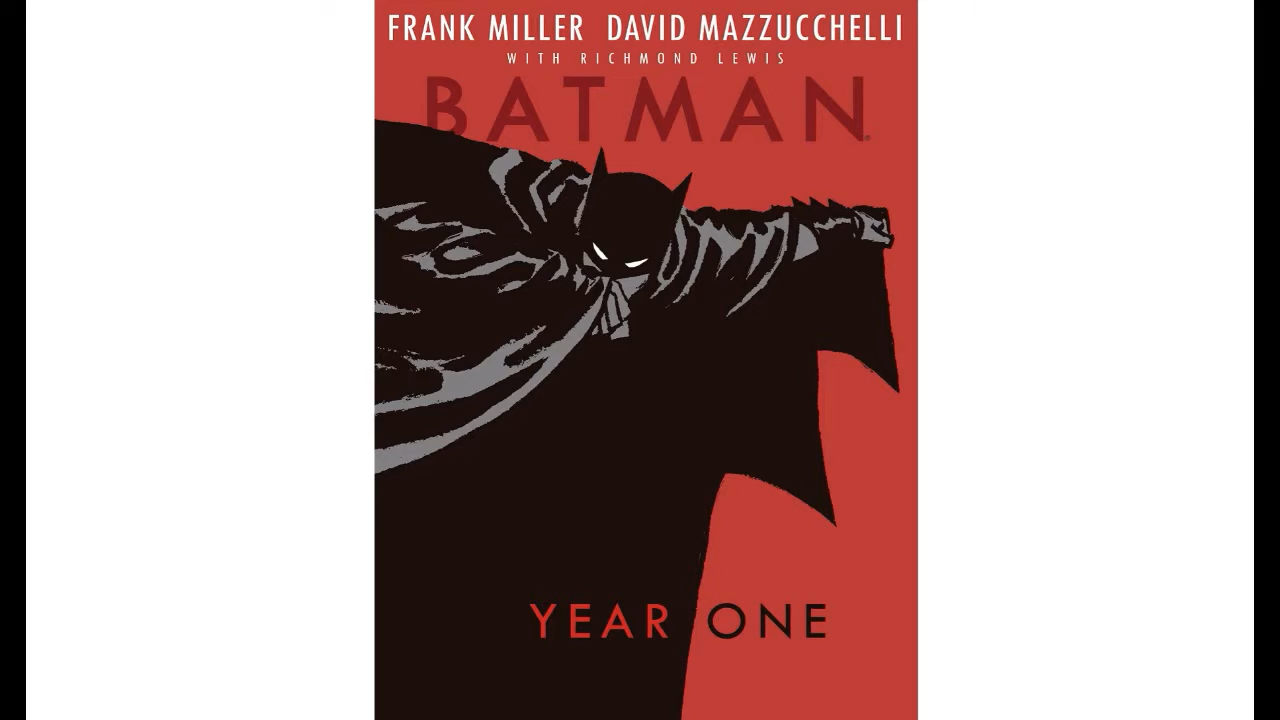 FRANK MILLER DAVID MAZZUCCHELLI
WITH RICHMOND LEWIS
BATMAN
YEAR ONE